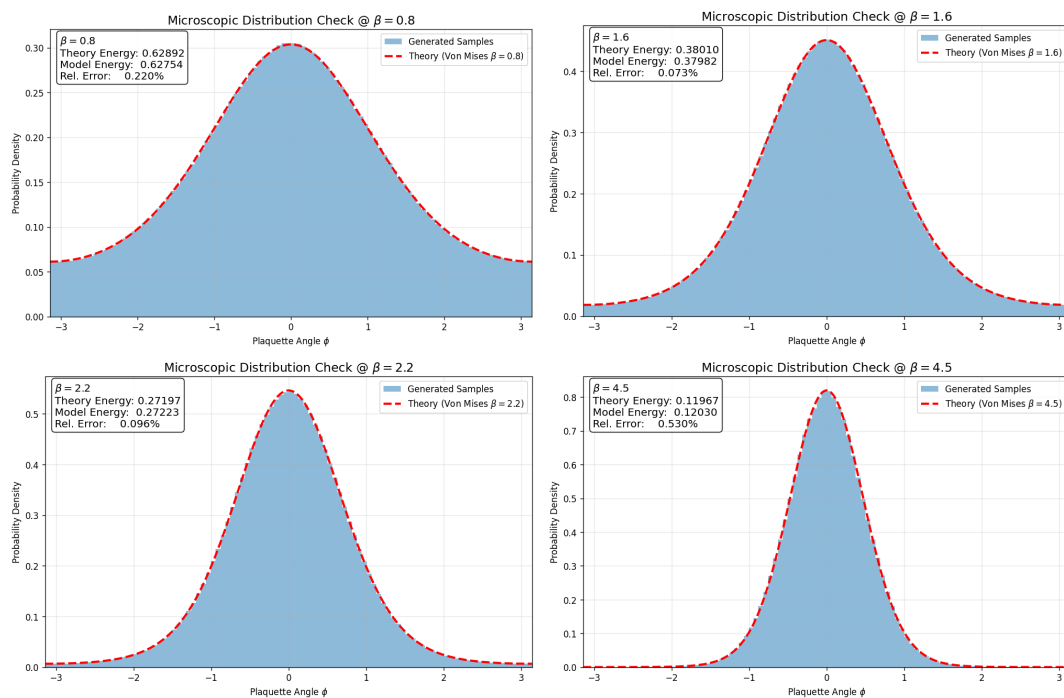 Microscopic Distribution Check @ β = 0.8
β = 0.8
Theory Energy: 0.62892
Model Energy: 0.62754
Rel. Error: 0.220%
Generated Samples
Theory (Von Mises β = 0.8)
Probability Density
0.30
0.25
0.20
0.15
0.10
0.05
0.00
−3 −2 −1 0 1 2 3
Plaquette Angle ϕ
Microscopic Distribution Check @ β = 1.6
β = 1.6
Theory Energy: 0.38010
Model Energy: 0.37982
Rel. Error: 0.073%
Generated Samples
Theory (Von Mises β = 1.6)
Probability Density
0.4
0.3
0.2
0.1
0.0
−3 −2 −1 0 1 2 3
Plaquette Angle ϕ
Microscopic Distribution Check @ β = 2.2
β = 2.2
Theory Energy: 0.27197
Model Energy: 0.27223
Rel. Error: 0.096%
Generated Samples
Theory (Von Mises β = 2.2)
Probability Density
0.5
0.4
0.3
0.2
0.1
0.0
−3 −2 −1 0 1 2 3
Plaquette Angle ϕ
Microscopic Distribution Check @ β = 4.5
β = 4.5
Theory Energy: 0.11967
Model Energy: 0.12030
Rel. Error: 0.530%
Generated Samples
Theory (Von Mises β = 4.5)
Probability Density
0.8
0.7
0.6
0.5
0.4
0.3
0.2
0.1
0.0
−3 −2 −1 0 1 2 3
Plaquette Angle ϕ